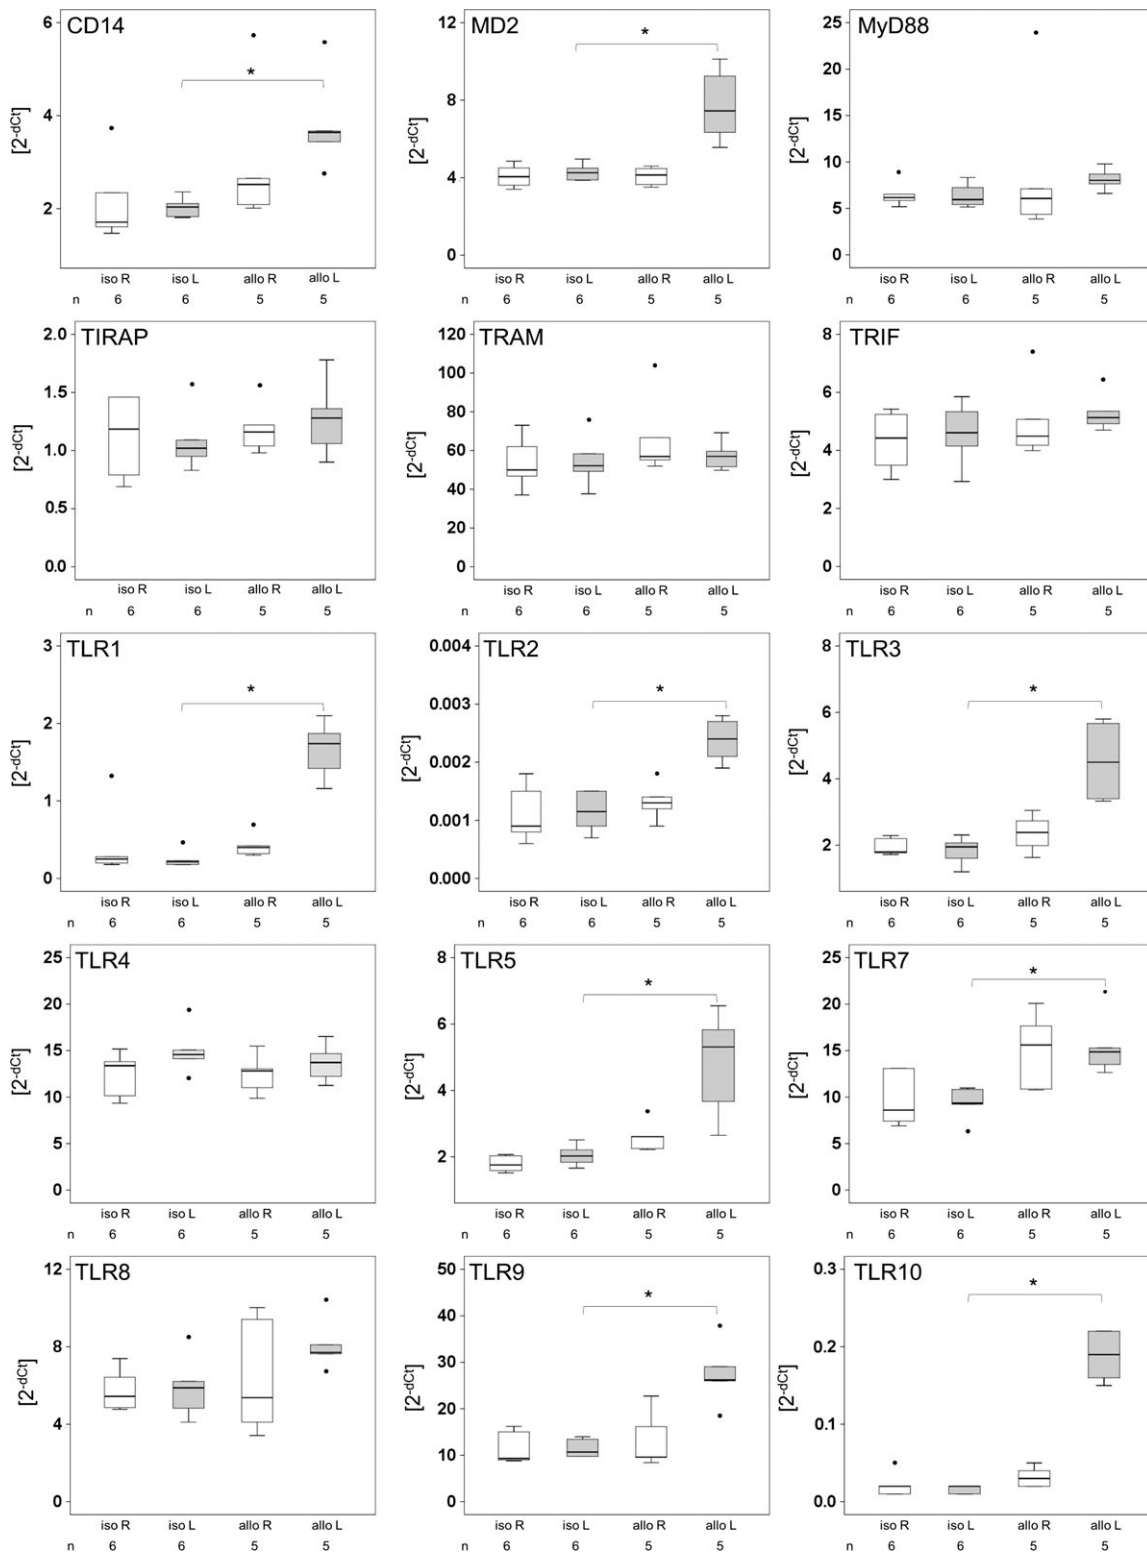 CD14
6
4
2
[2-dCt]
*
iso R iso L allo R allo L
n 6 6 5 5
MD2
12
8
4
0
[2-dCt]
*
iso R iso L allo R allo L
6 6 5 5
MyD88
25
20
15
10
5
0
[2-dCt]
iso R iso L allo R allo L
6 6 5 5
TIRAP
2.0
1.5
1.0
0.5
0.0
[2-dCt]
iso R iso L allo R allo L
n 6 6 5 5
TRAM
120
100
80
60
40
20
0
[2-dCt]
iso R iso L allo R allo L
6 6 5 5
TRIF
8
6
4
2
0
[2-dCt]
iso R iso L allo R allo L
6 6 5 5
TLR1
3
2
1
0
[2-dCt]
*
iso R iso L allo R allo L
n 6 6 5 5
TLR2
0.004
0.003
0.002
0.001
0.000
[2-dCt]
*
iso R iso L allo R allo L
6 6 5 5
TLR3
8
6
4
2
[2-dCt]
*
iso R iso L allo R allo L
6 6 5 5
TLR4
25
20
15
10
5
0
[2-dCt]
iso R iso L allo R allo L
n 6 6 5 5
TLR5
8
6
4
2
[2-dCt]
*
iso R iso L allo R allo L
6 6 5 5
TLR7
25
20
15
10
5
0
[2-dCt]
*
iso R iso L allo R allo L
6 6 5 5
TLR8
12
8
4
0
[2-dCt]
iso R iso L allo R allo L
n 6 6 5 5
TLR9
50
40
30
20
10
0
[2-dCt]
*
iso R iso L allo R allo L
6 6 5 5
TLR10
0.3
0.2
0.1
0.0
[2-dCt]
*
iso R iso L allo R allo L
6 6 5 5